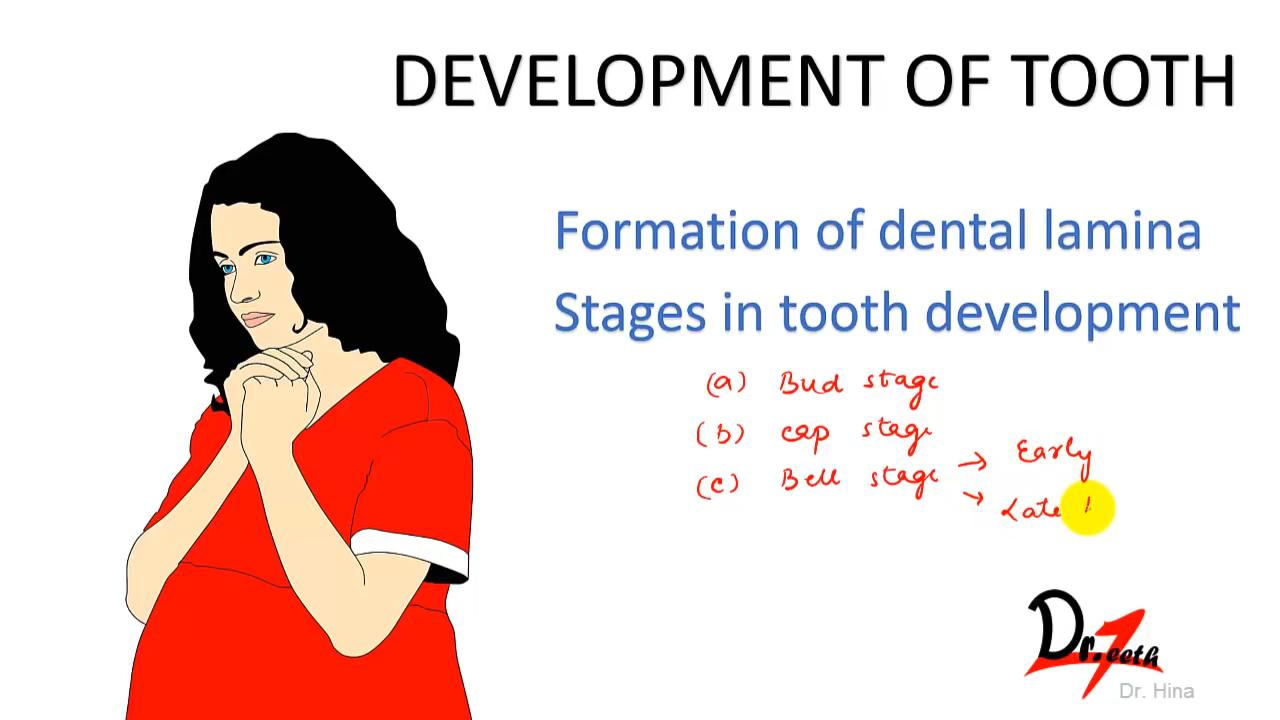 DEVELOPMENT OF TOOTH
Formation of dental lamina
Stages in tooth development
(a) Bud stage
(b) cap stage
(c) Bell stage → Early
→ Late
Dr. Teeth
Dr. Hina